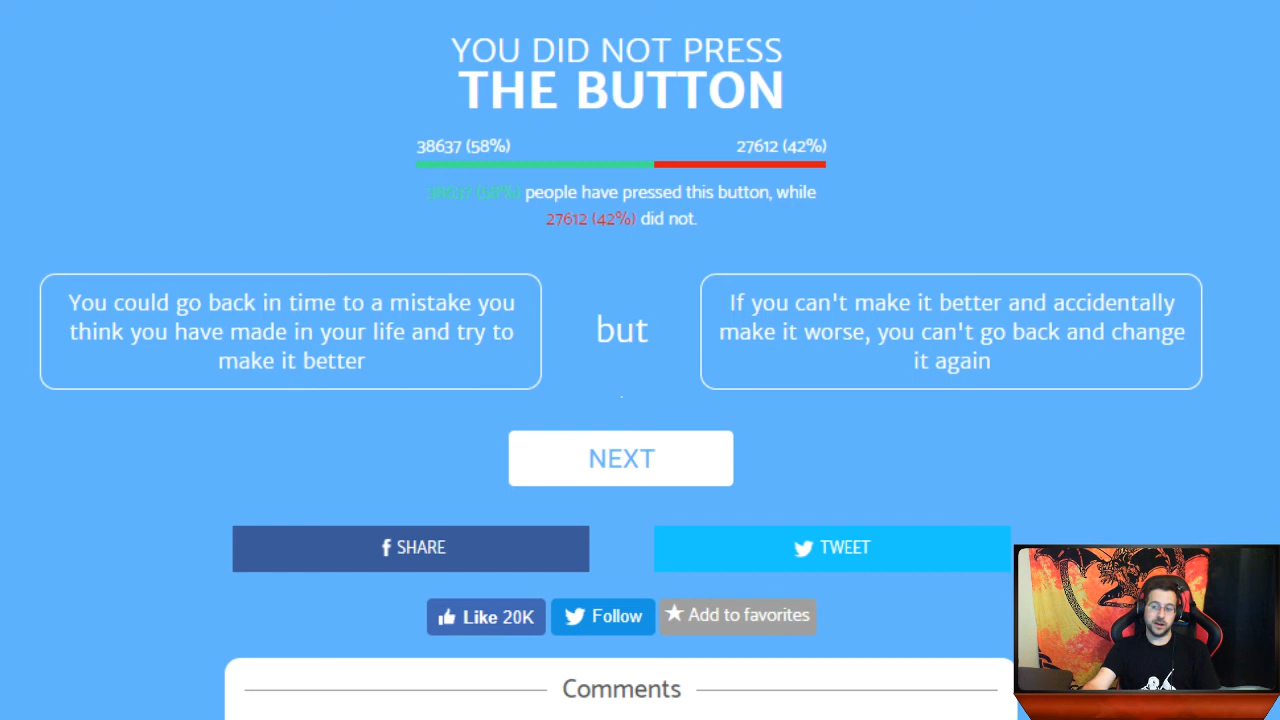 YOU DID NOT PRESS
THE BUTTON
38637 (58%) 27612 (42%)
38637 (58%) people have pressed this button, while
27612 (42%) did not.
You could go back in time to a mistake you
think you have made in your life and try to
make it better
but
If you can't make it better and accidentally
make it worse, you can't go back and change
it again
NEXT
SHARE
TWEET
Like 20K
Follow
Add to favorites
Comments